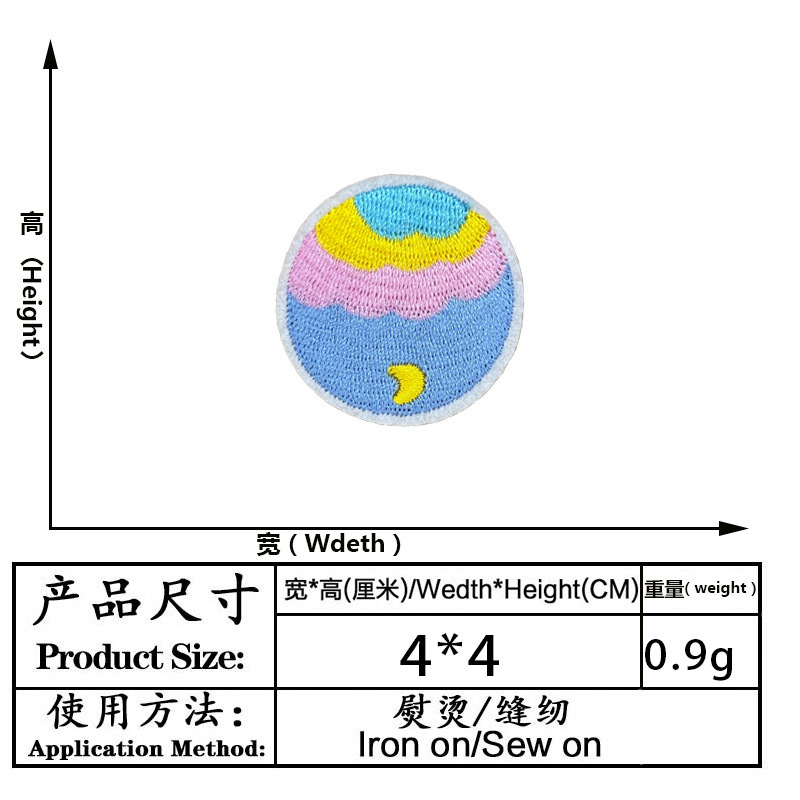 高
(Height)
宽 ( Wdeth )
产品尺寸
Product Size:
宽*高(厘米)/Wedth*Height(CM)
重量( weight )
4*4
0.9g
使用方法:
Application Method:
熨烫/缝纫
Iron on/Sew on